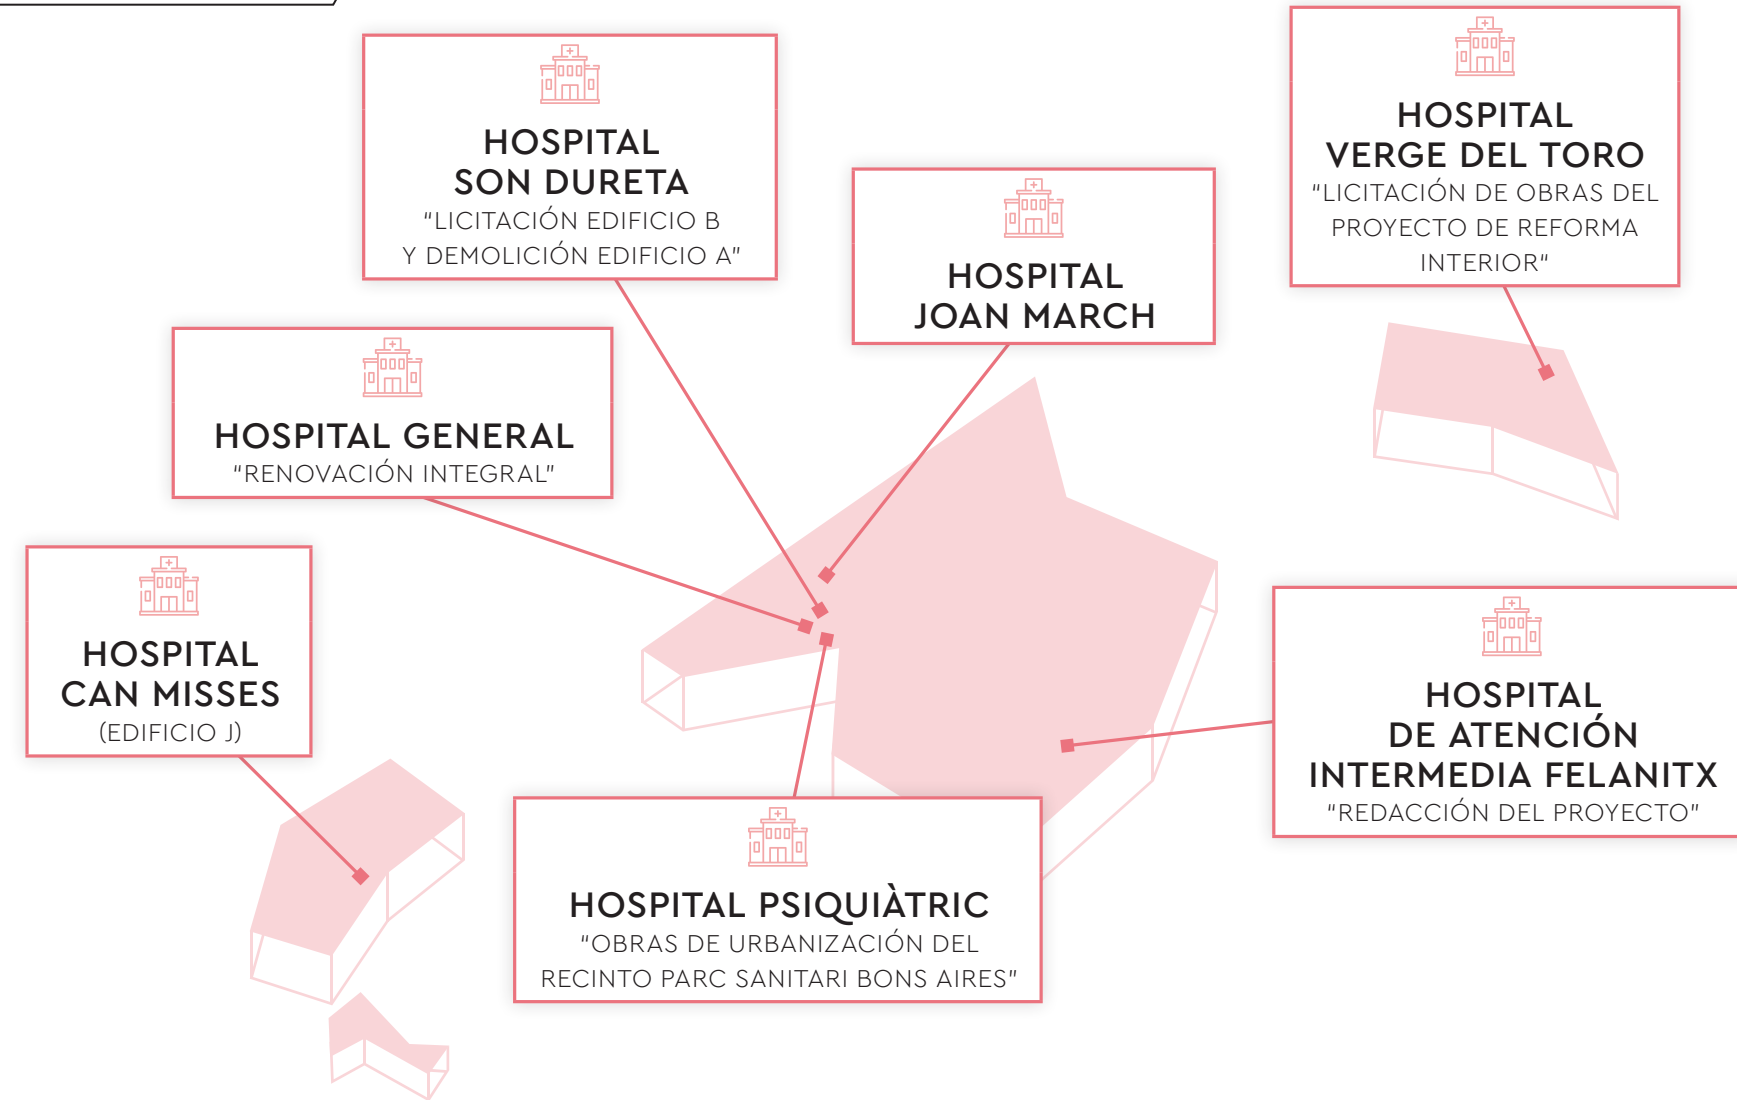 HOSPITAL
SON DURETA
“LICITACIÓN EDIFICIO B
Y DEMOLICIÓN EDIFICIO A”
HOSPITAL
VERGE DEL TORO
“LICITACIÓN DE OBRAS DEL
PROYECTO DE REFORMA
INTERIOR“
HOSPITAL
JOAN MARCH
HOSPITAL GENERAL
“RENOVACIÓN INTEGRAL”
HOSPITAL
CAN MISSES
(EDIFICIO J)
HOSPITAL
DE ATENCIÓN
INTERMEDIA FELANITX
“REDACCIÓN DEL PROYECTO”
HOSPITAL PSIQUIÀTRIC
“OBRAS DE URBANIZACIÓN DEL
RECINTO PARC SANITARI BONS AIRES”